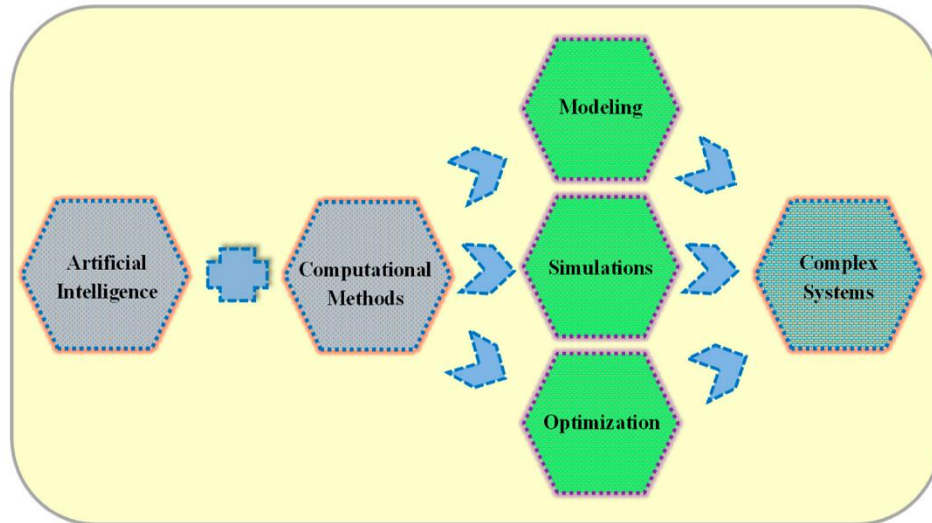 Modeling
Artificial
Intelligence
Computational
Methods
Simulations
Complex
Systems
Optimization